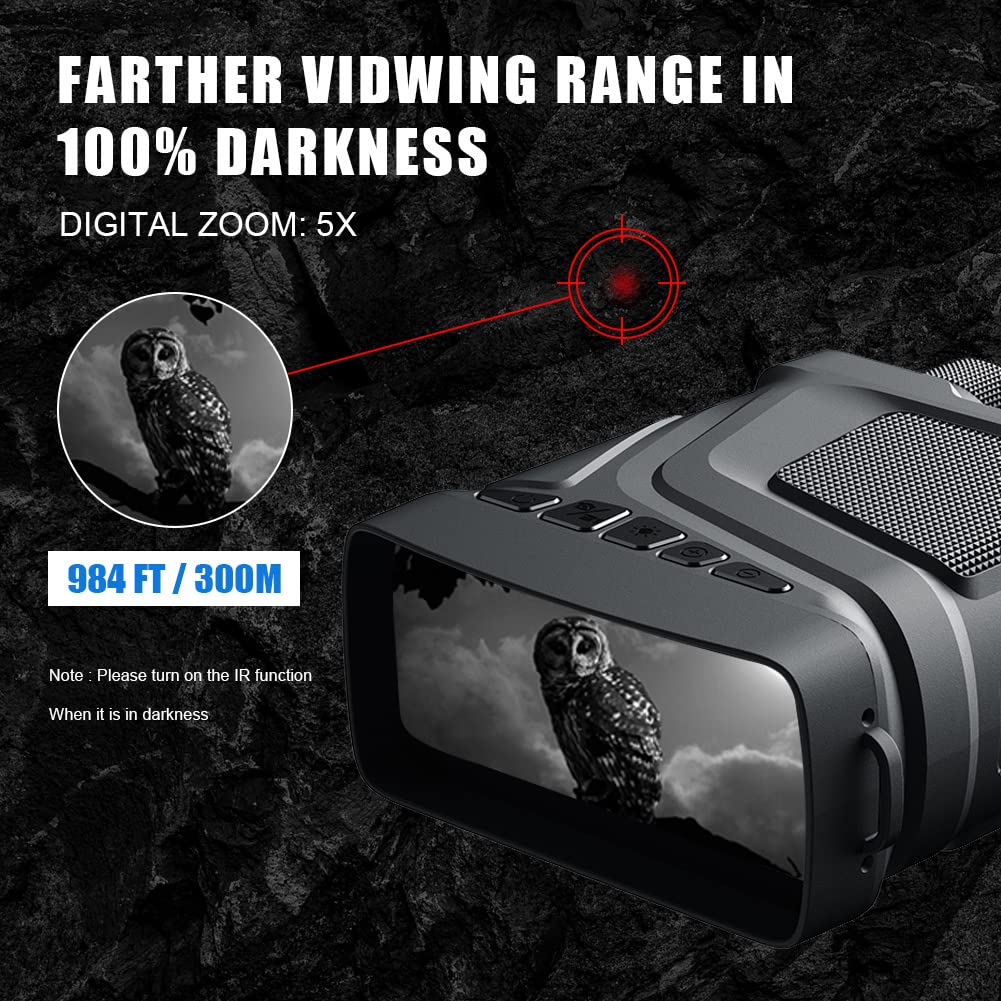 FARTHER VIDWING RANGE IN
100% DARKNESS
DIGITAL ZOOM: 5X
984 FT / 300M
Note : Please turn on the IR function
When it is in darkness